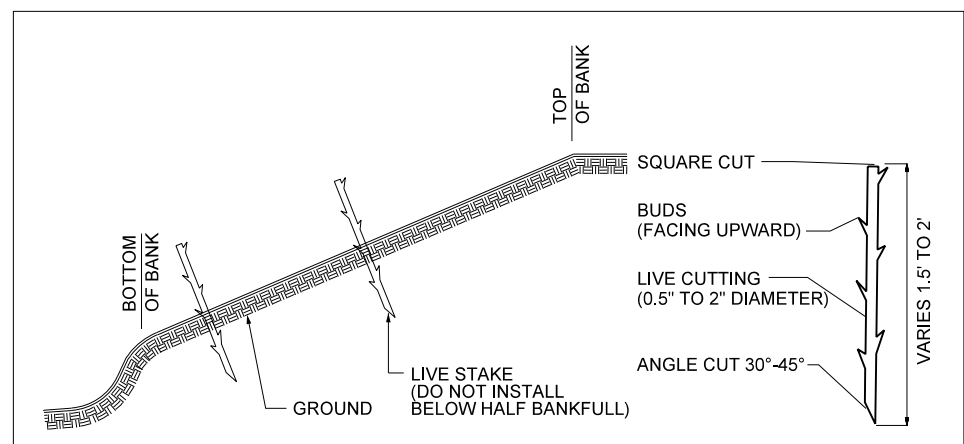 TOP
OF BANK
BOTTOM
OF BANK
GROUND
LIVE STAKE
(DO NOT INSTALL
BELOW HALF BANKFULL)
SQUARE CUT
BUDS
(FACING UPWARD)
LIVE CUTTING
(0.5" TO 2" DIAMETER)
ANGLE CUT 30°-45°
VARIES 1.5' TO 2'